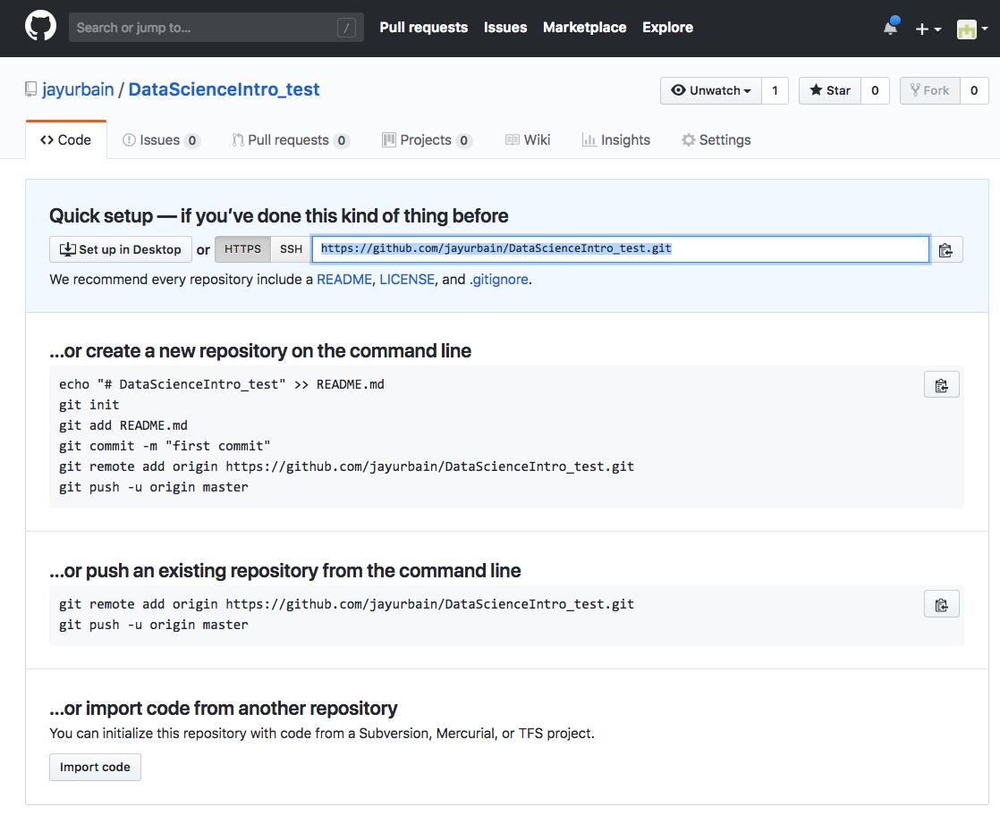 Search or jump to... /
Pull requests Issues Marketplace Explore
jayurbain / DataScienceIntro_test
Unwatch 1 Star 0 Fork 0
Code Issues 0 Pull requests 0 Projects 0 Wiki Insights Settings
Quick setup — if you’ve done this kind of thing before
Set up in Desktop or HTTPS SSH https://github.com/jayurbain/DataScienceIntro_test.git
We recommend every repository include a README, LICENSE, and .gitignore.
…or create a new repository on the command line
echo "# DataScienceIntro_test" >> README.md
git init
git add README.md
git commit -m "first commit"
git remote add origin https://github.com/jayurbain/DataScienceIntro_test.git
git push -u origin master
…or push an existing repository from the command line
git remote add origin https://github.com/jayurbain/DataScienceIntro_test.git
git push -u origin master
…or import code from another repository
You can initialize this repository with code from a Subversion, Mercurial, or TFS project.
Import code